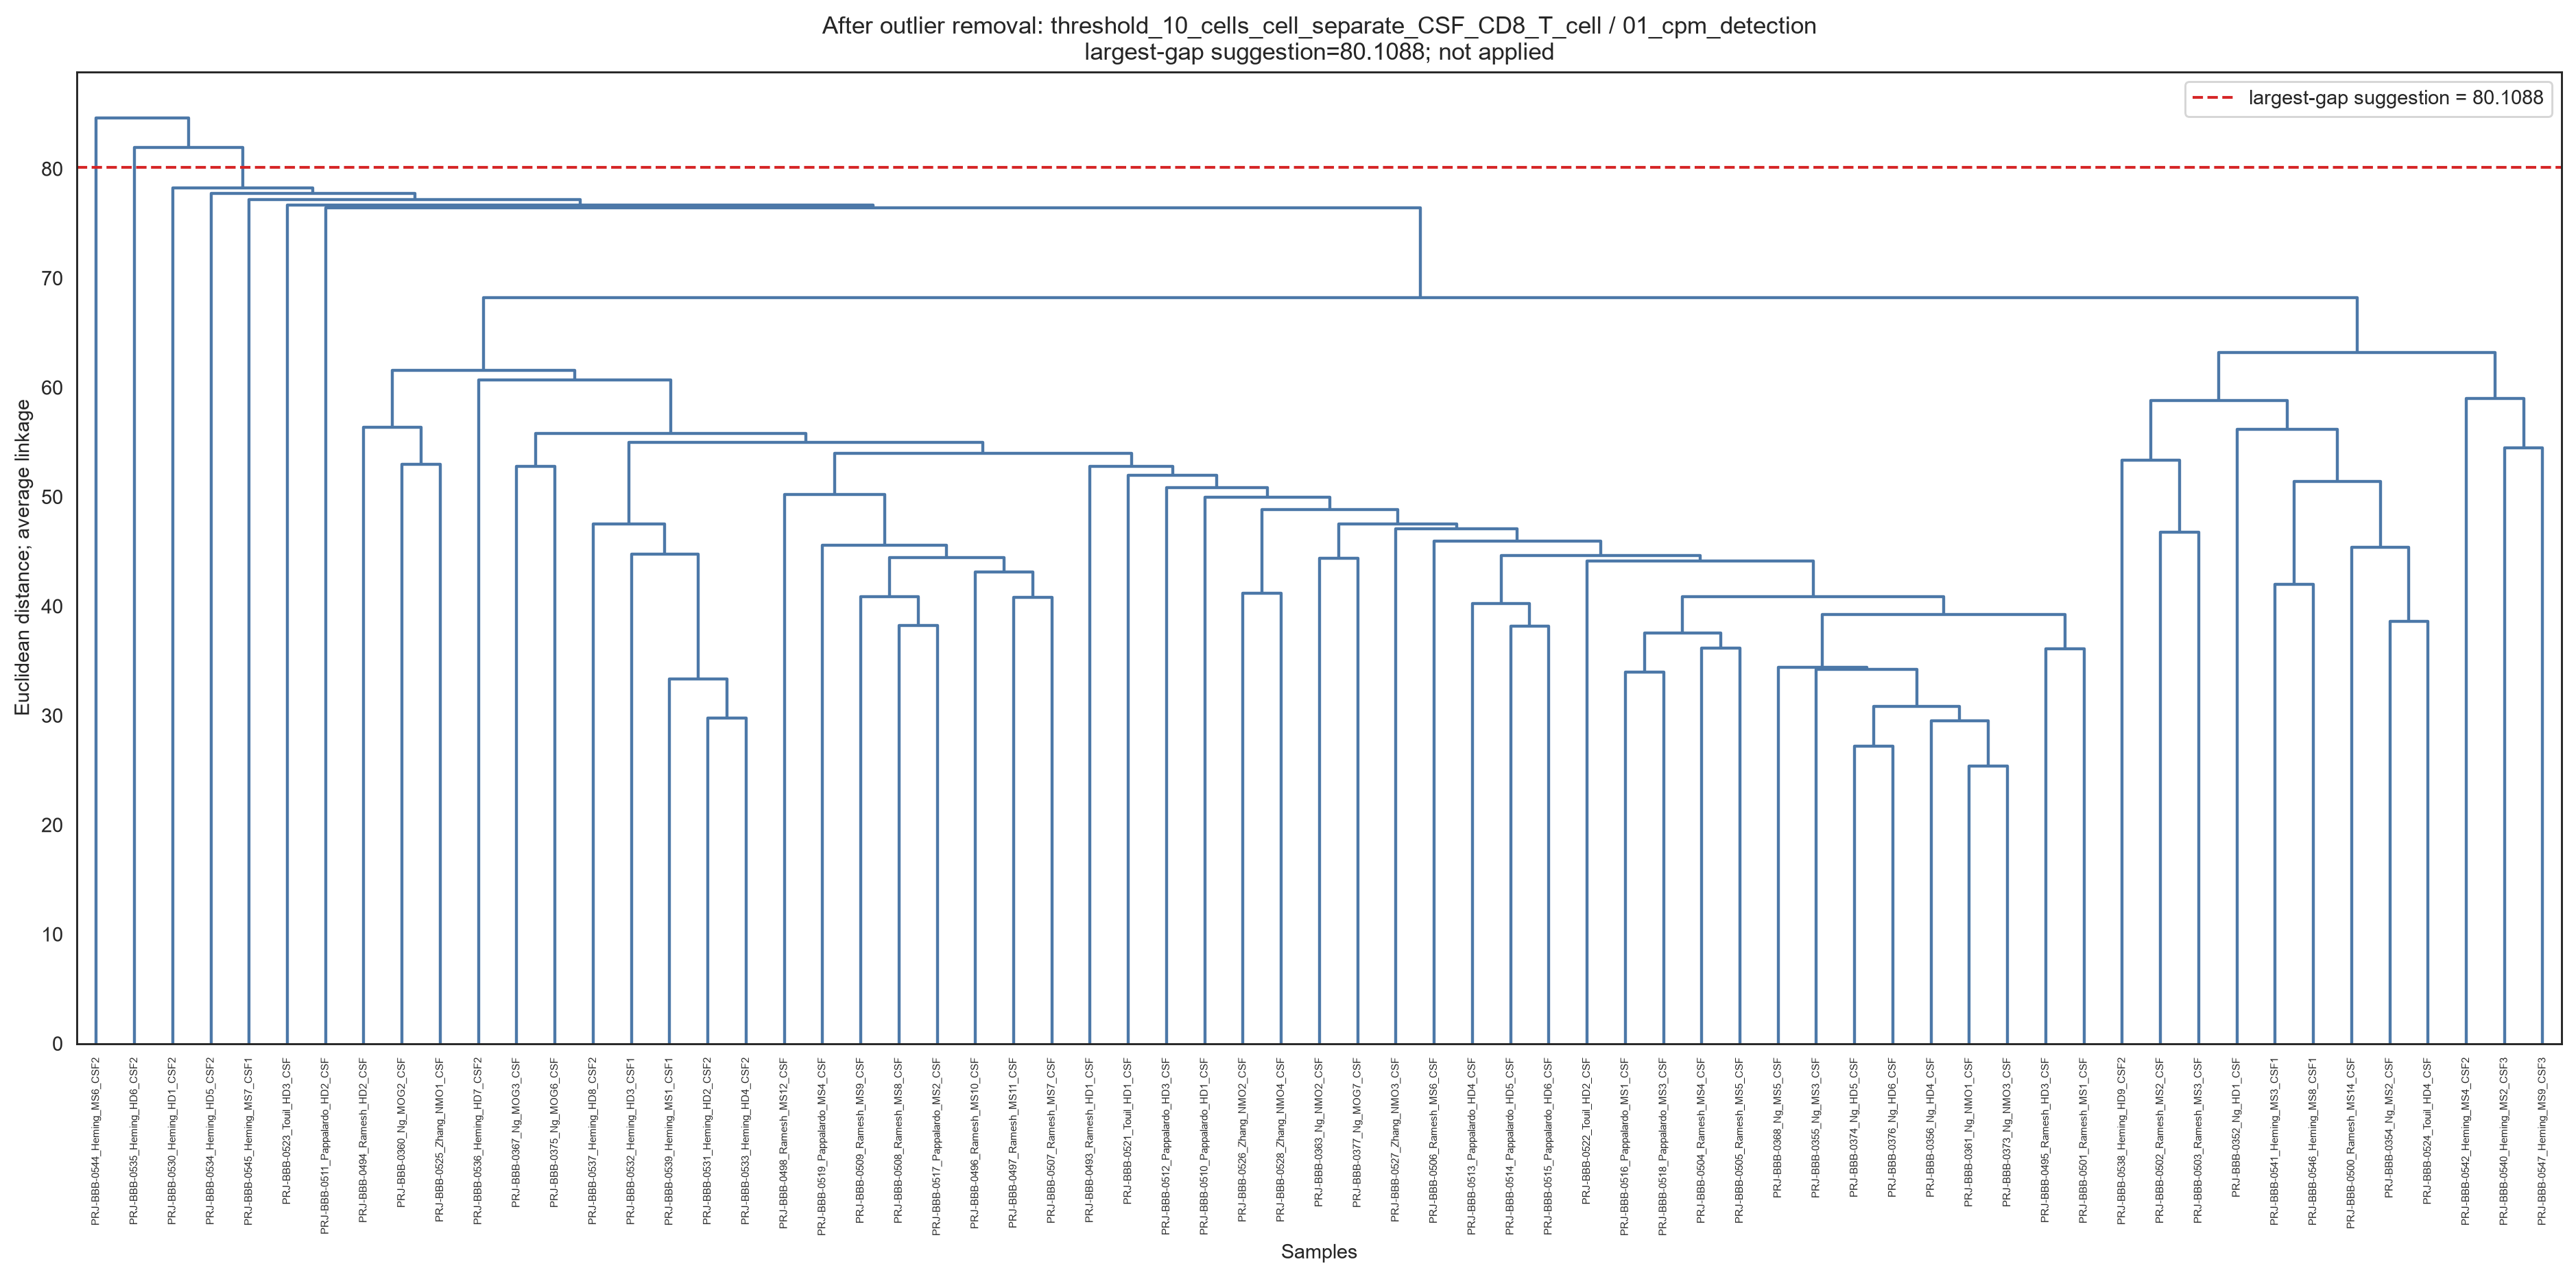 After outlier removal: threshold_10_cells_cell_separate_CSF_CD8_T_cell / 01_cpm_detection
largest-gap suggestion=80.1088; not applied
largest-gap suggestion = 80.1088
Euclidean distance; average linkage
80
70
60
50
40
30
20
10
0
PRJ-BBB-0544_Heming_MS6_CSF2
PRJ-BBB-0535_Heming_HD6_CSF2
PRJ-BBB-0530_Heming_HD1_CSF2
PRJ-BBB-0534_Heming_HD5_CSF2
PRJ-BBB-0545_Heming_MS7_CSF1
PRJ-BBB-0523_Touil_HD3_CSF
PRJ-BBB-0511_Pappalardo_HD2_CSF
PRJ-BBB-0494_Ramesh_HD2_CSF
PRJ-BBB-0360_Ng_MOG2_CSF
PRJ-BBB-0525_Zhang_NMO1_CSF
PRJ-BBB-0536_Heming_HD7_CSF2
PRJ-BBB-0367_Ng_MOG3_CSF
PRJ-BBB-0375_Ng_MOG6_CSF
PRJ-BBB-0537_Heming_HD8_CSF2
PRJ-BBB-0532_Heming_HD3_CSF1
PRJ-BBB-0539_Heming_MS1_CSF1
PRJ-BBB-0531_Heming_HD2_CSF2
PRJ-BBB-0533_Heming_HD4_CSF2
PRJ-BBB-0498_Ramesh_MS12_CSF
PRJ-BBB-0519_Pappalardo_MS4_CSF
PRJ-BBB-0509_Ramesh_MS9_CSF
PRJ-BBB-0508_Ramesh_MS8_CSF
PRJ-BBB-0517_Pappalardo_MS2_CSF
PRJ-BBB-0496_Ramesh_MS10_CSF
PRJ-BBB-0497_Ramesh_MS11_CSF
PRJ-BBB-0507_Ramesh_MS7_CSF
PRJ-BBB-0493_Ramesh_HD1_CSF
PRJ-BBB-0521_Touil_HD1_CSF
PRJ-BBB-0512_Pappalardo_HD3_CSF
PRJ-BBB-0510_Pappalardo_HD1_CSF
PRJ-BBB-0526_Zhang_NMO2_CSF
PRJ-BBB-0528_Zhang_NMO4_CSF
PRJ-BBB-0363_Ng_NMO2_CSF
PRJ-BBB-0377_Ng_MOG7_CSF
PRJ-BBB-0527_Zhang_NMO3_CSF
PRJ-BBB-0506_Ramesh_MS6_CSF
PRJ-BBB-0513_Pappalardo_HD4_CSF
PRJ-BBB-0514_Pappalardo_HD5_CSF
PRJ-BBB-0515_Pappalardo_HD6_CSF
PRJ-BBB-0522_Touil_HD2_CSF
PRJ-BBB-0516_Pappalardo_MS1_CSF
PRJ-BBB-0518_Pappalardo_MS3_CSF
PRJ-BBB-0504_Ramesh_MS4_CSF
PRJ-BBB-0505_Ramesh_MS5_CSF
PRJ-BBB-0368_Ng_MS5_CSF
PRJ-BBB-0355_Ng_MS3_CSF
PRJ-BBB-0374_Ng_HD5_CSF
PRJ-BBB-0376_Ng_HD6_CSF
PRJ-BBB-0356_Ng_HD4_CSF
PRJ-BBB-0361_Ng_NMO1_CSF
PRJ-BBB-0373_Ng_NMO3_CSF
PRJ-BBB-0495_Ramesh_HD3_CSF
PRJ-BBB-0501_Ramesh_MS1_CSF
PRJ-BBB-0538_Heming_HD9_CSF2
PRJ-BBB-0502_Ramesh_MS2_CSF
PRJ-BBB-0503_Ramesh_MS3_CSF
PRJ-BBB-0352_Ng_HD1_CSF
PRJ-BBB-0541_Heming_MS3_CSF1
PRJ-BBB-0546_Heming_MS8_CSF1
PRJ-BBB-0500_Ramesh_MS14_CSF
PRJ-BBB-0354_Ng_MS2_CSF
PRJ-BBB-0524_Touil_HD4_CSF
PRJ-BBB-0542_Heming_MS4_CSF2
PRJ-BBB-0540_Heming_MS2_CSF3
PRJ-BBB-0547_Heming_MS9_CSF3
Samples